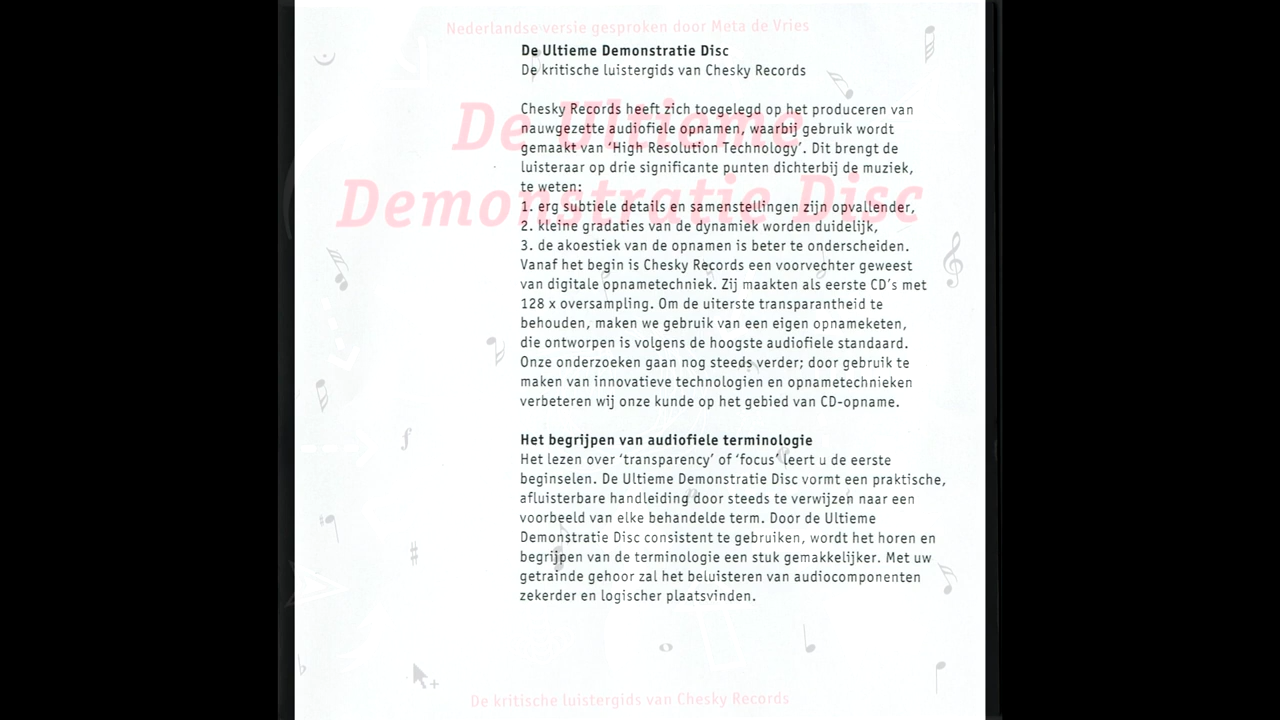 Nederlandse versie gesproken door Meta de Vries
De Ultieme Demonstratie Disc
De kritische luistergids van Chesky Records
De Ultieme
Demonstratie Disc
Chesky Records heeft zich toegelegd op het produceren van
nauwgezette audiofiele opnamen, waarbij gebruik wordt
gemaakt van ‘High Resolution Technology’. Dit brengt de
luisteraar op drie significante punten dichterbij de muziek,
te weten:
1. erg subtiele details en samenstellingen zijn opvallender,
2. kleine gradaties van de dynamiek worden duidelijk,
3. de akoestiek van de opnamen is beter te onderscheiden.
Vanaf het begin is Chesky Records een voorvechter geweest
van digitale opnametechniek. Zij maakten als eerste CD’s met
128 x oversampling. Om de uiterste transparantheid te
behouden, maken we gebruik van een eigen opnameketen,
die ontworpen is volgens de hoogste audiofiele standaard.
Onze onderzoeken gaan nog steeds verder; door gebruik te
maken van innovatieve technologien en opnametechnieken
verbeteren wij onze kunde op het gebied van CD-opname.
Het begrijpen van audiofiele terminologie
Het lezen over ‘transparency’ of ‘focus’ leert u de eerste
beginselen. De Ultieme Demonstratie Disc vormt een praktische,
afluisterbare handleiding door steeds te verwijzen naar een
voorbeeld van elke behandelde term. Door de Ultieme
Demonstratie Disc consistent te gebruiken, wordt het horen en
begrijpen van de terminologie een stuk gemakkelijker. Met uw
getrainde gehoor zal het beluisteren van audiocomponenten
zekerder en logischer plaatsvinden.
De kritische luistergids van Chesky Records